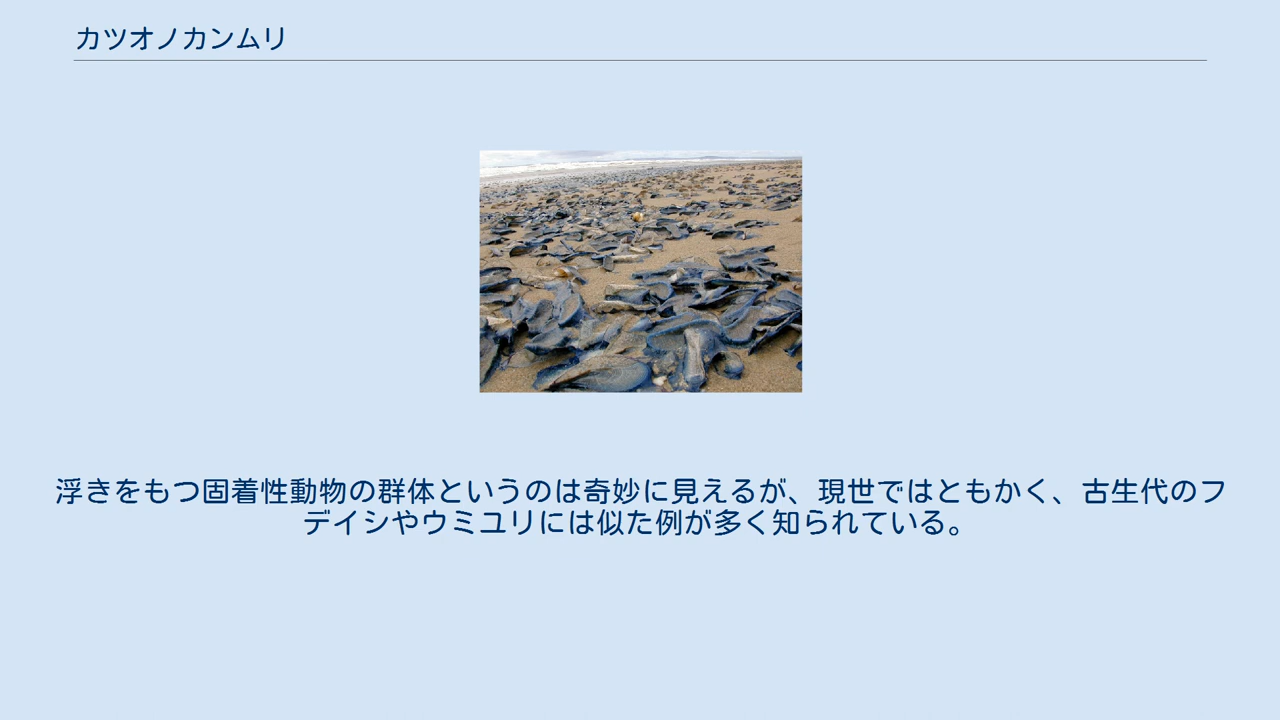 カツオノカンムリ
浮きをもつ固着性動物の群体というのは奇妙に見えるが、現世ではともかく、古生代のフ
デイシやウミユリには似た例が多く知られている。